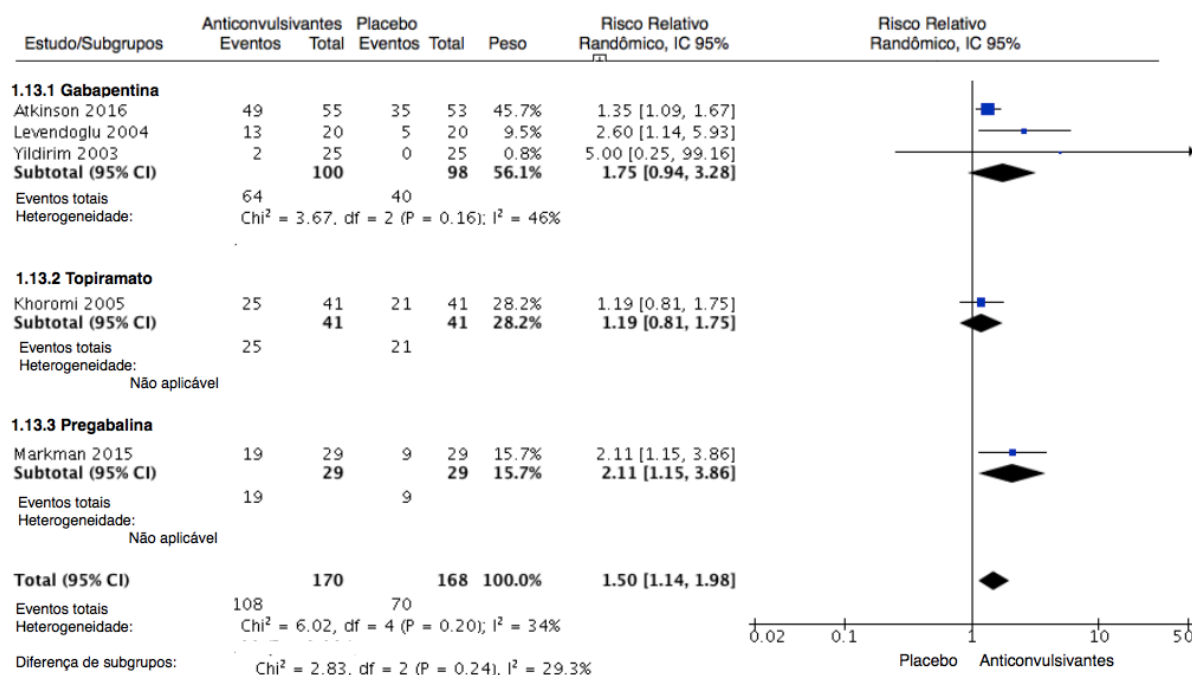 Anticonvulsivantes Placebo Risco Relativo Risco Relativo
Estudo/Subgrupos Eventos Total Eventos Total Peso Randômico, IC 95% Randômico, IC 95%
1.13.1 Gabapentina
Atkinson 2016 49 55 35 53 45.7% 1.35 [1.09, 1.67]
Levendoglu 2004 13 20 5 20 9.5% 2.60 [1.14, 5.93]
Yildirim 2003 2 25 0 25 0.8% 5.00 [0.25, 99.16]
Subtotal (95% CI) 100 98 56.1% 1.75 [0.94, 3.28]
Eventos totais 64 40
Heterogeneidade: Chi² = 3.67, df = 2 (P = 0.16); I² = 46%
1.13.2 Topiramato
Khoromi 2005 25 41 21 41 28.2% 1.19 [0.81, 1.75]
Subtotal (95% CI) 41 41 28.2% 1.19 [0.81, 1.75]
Eventos totais 25 21
Heterogeneidade:
Não aplicável
1.13.3 Pregabalina
Markman 2015 19 29 9 29 15.7% 2.11 [1.15, 3.86]
Subtotal (95% CI) 29 29 15.7% 2.11 [1.15, 3.86]
Eventos totais 19 9
Heterogeneidade:
Não aplicável
Total (95% CI) 170 168 100.0% 1.50 [1.14, 1.98]
Eventos totais 108 70
Heterogeneidade: Chi² = 6.02, df = 4 (P = 0.20); I² = 34%
0.02 0.1 1 10 50
Diferença de subgrupos: Chi² = 2.83, df = 2 (P = 0.24), I² = 29.3%
Placebo Anticonvulsivantes